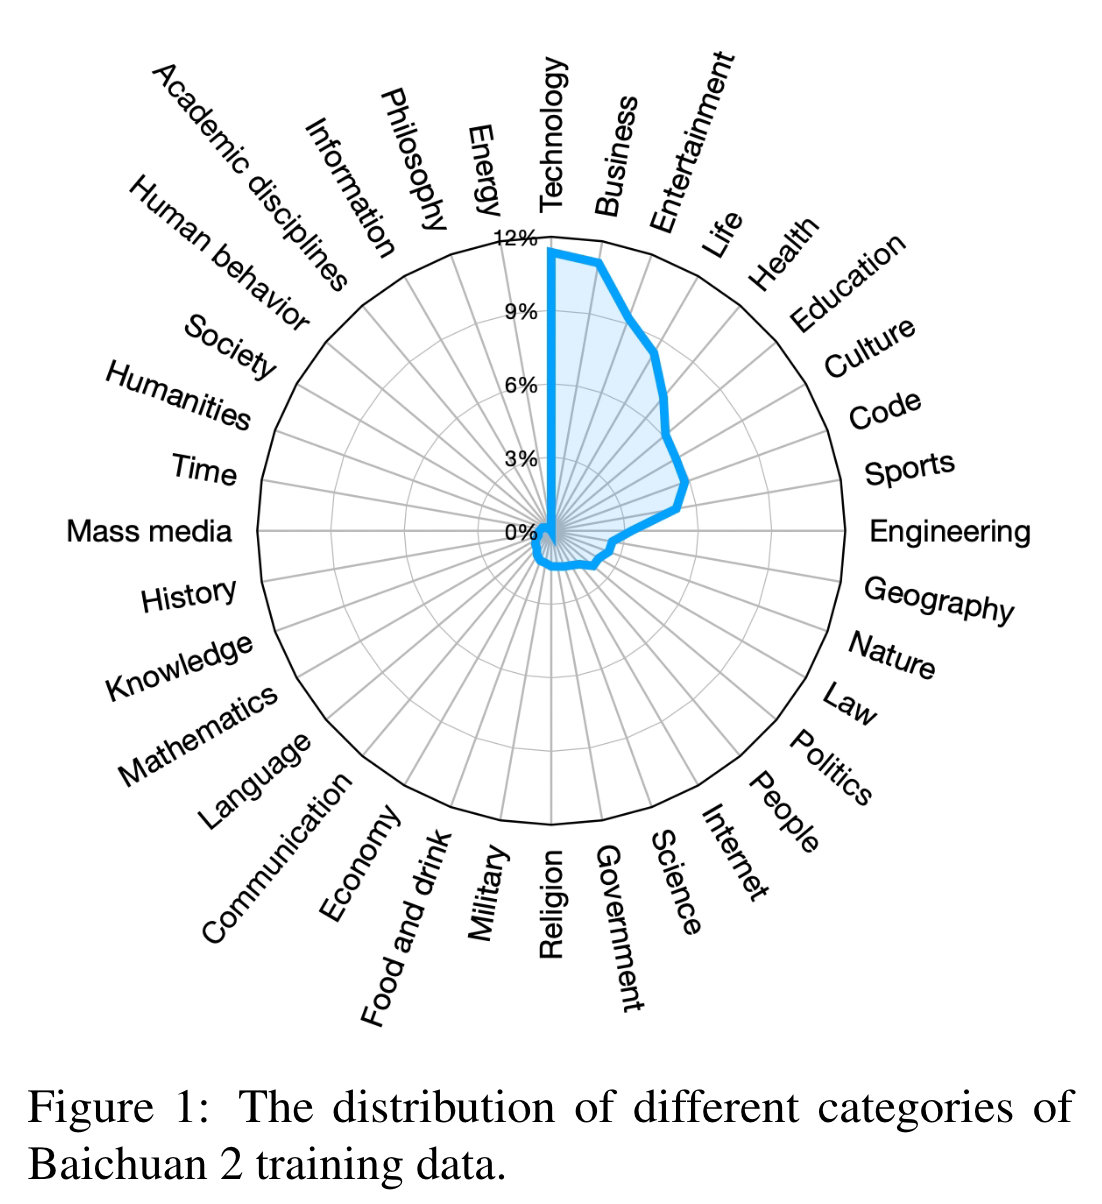 Technology
Business
Entertainment
Life
Health
Education
Culture
Code
Sports
Engineering
Geography
Nature
Law
Politics
People
Internet
Science
Government
Religion
Military
Food and drink
Economy
Communication
Language
Mathematics
Knowledge
History
Mass media
Time
Humanities
Society
Human behavior
Academic disciplines
Information
Philosophy
Energy
12%
9%
6%
3%
0%
Figure 1: The distribution of different categories of
Baichuan 2 training data.